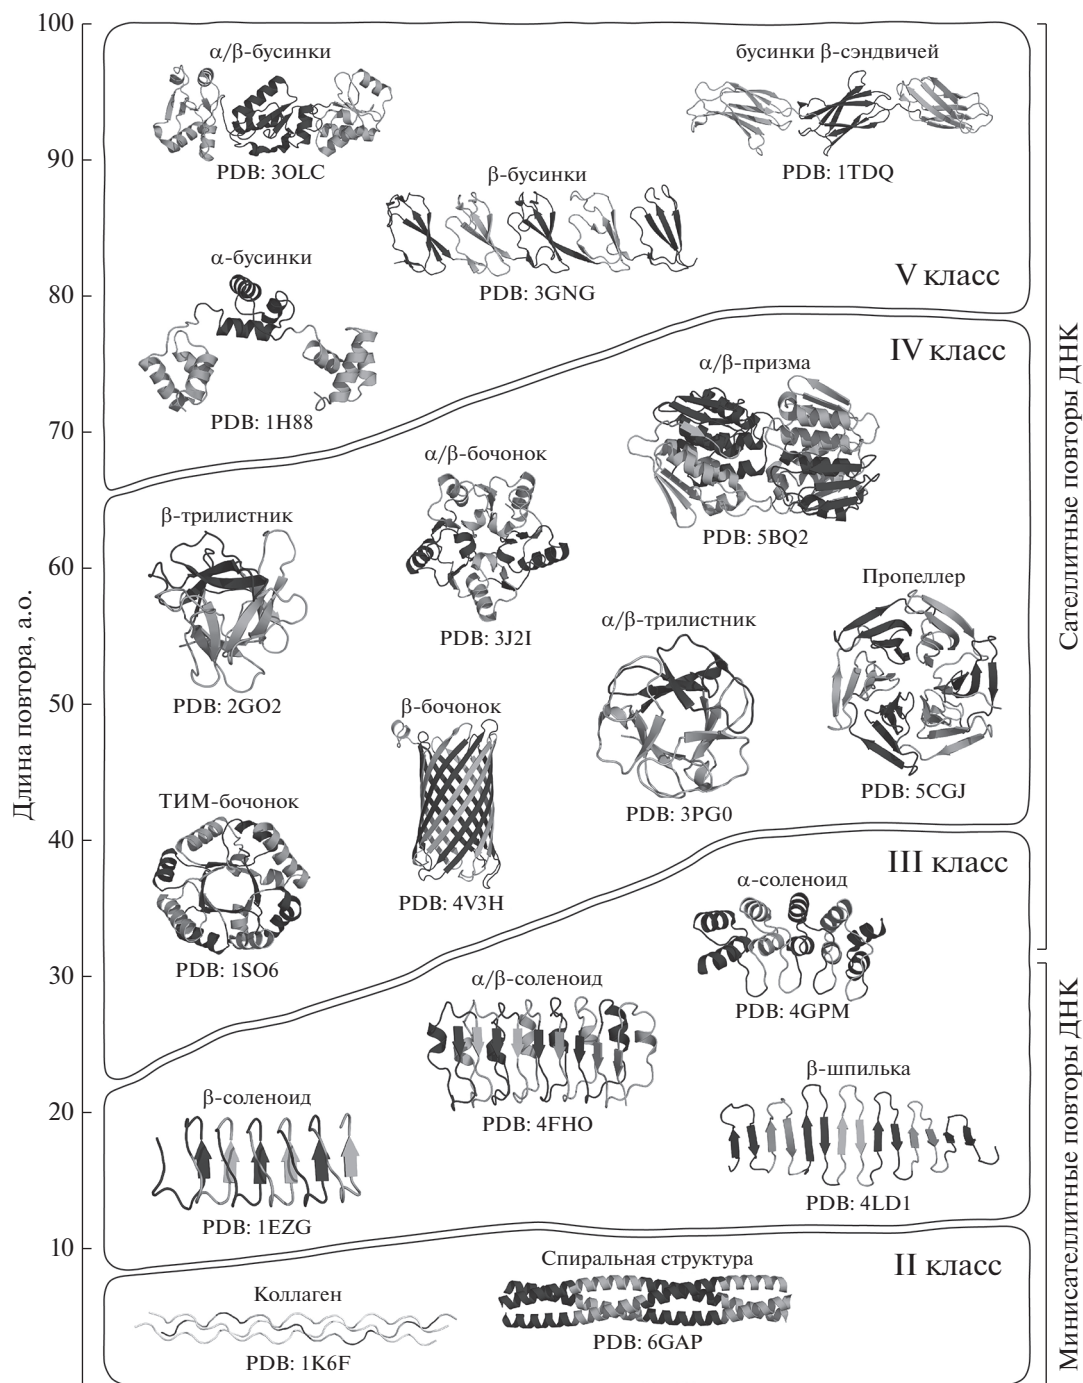 100
α/β-бусинки
бусинки β-сэндвичей
90
PDB: 3OLC
PDB: 1TDQ
β-бусинки
α-бусинки
V класс
PDB: 3GNG
80
IV класс
α/β-призма
PDB: 1H88
70
α/β-бочонок
β-трилистник
PDB: 5BQ2
60
Пропеллер
α/β-трилистник
PDB: 3J2I
PDB: 2GO2
50
β-бочонок
PDB: 5CGJ
ТИМ-бочонок
PDB: 3PG0
40
III класс
α-соленоид
PDB: 4V3H
PDB: 1SO6
30
α/β-соленоид
PDB: 4GPM
β-шпилька
β-соленоид
20
PDB: 4FHO
PDB: 4LD1
PDB: 1EZG
10
II класс
Спиральная структура
Коллаген
PDB: 6GAP
PDB: 1K6F
Длина повтора, а.о.
Сателлитные повторы ДНК
Минисателлитные повторы ДНК